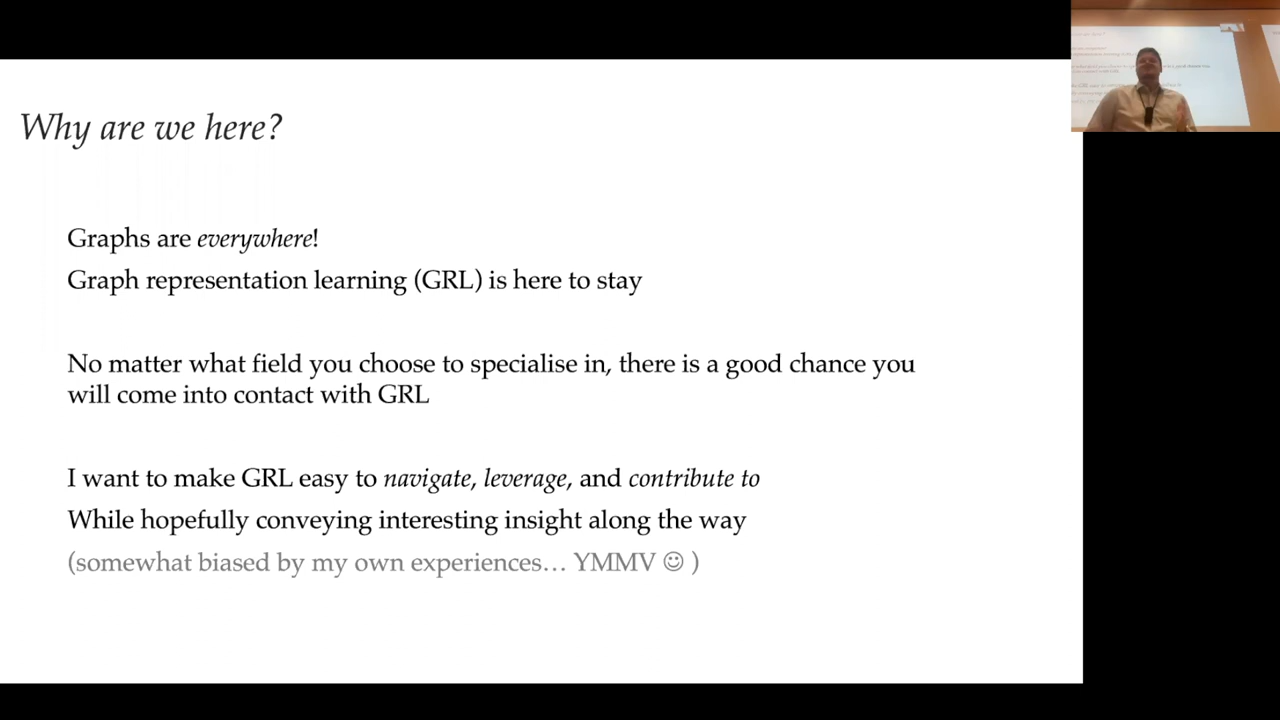 Why are we here?
Graphs are everywhere!
Graph representation learning (GRL) is here to stay
No matter what field you choose to specialise in, there is a good chance you
will come into contact with GRL
I want to make GRL easy to navigate, leverage, and contribute to
While hopefully conveying interesting insight along the way
(somewhat biased by my own experiences… YMMV ☺ )